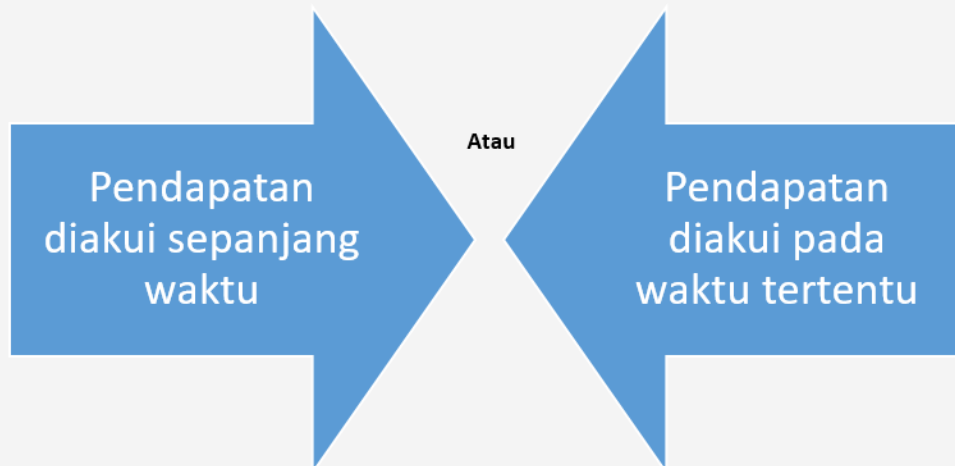 Pendapatan
diakui sepanjang
waktu
Atau
Pendapatan
diakui pada
waktu tertentu